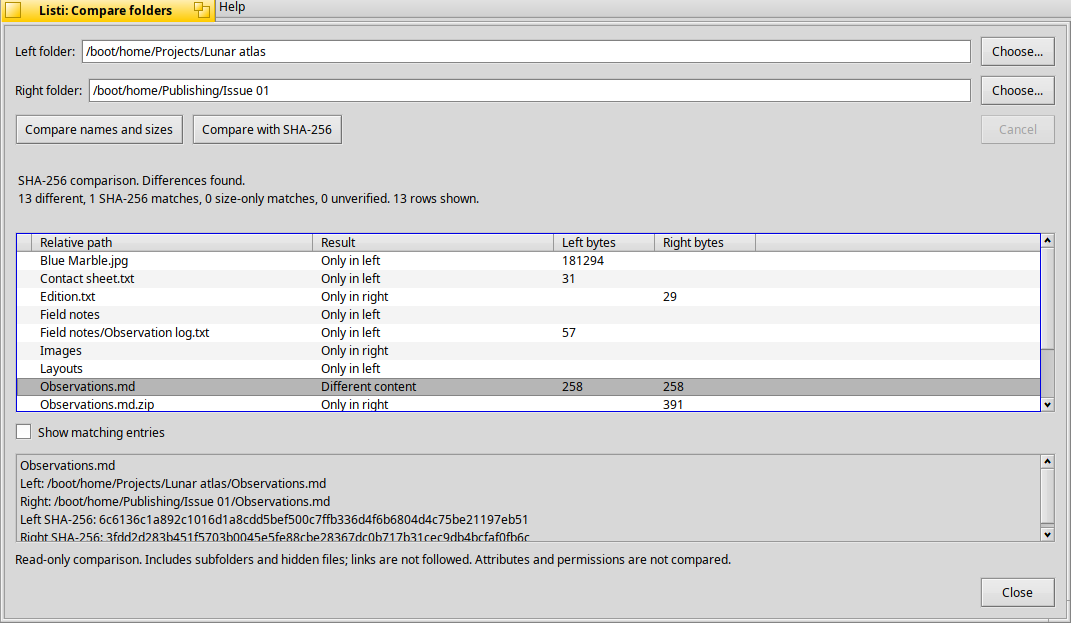 Listi: Compare folders
Help
Left folder: /boot/home/Projects/Lunar atlas Choose...
Right folder: /boot/home/Publishing/Issue 01 Choose...
Compare names and sizes Compare with SHA-256 Cancel
SHA-256 comparison. Differences found.
13 different, 1 SHA-256 matches, 0 size-only matches, 0 unverified. 13 rows shown.
Relative path Result Left bytes Right bytes
Blue Marble.jpg Only in left 181294
Contact sheet.txt Only in left 31
Edition.txt Only in right 29
Field notes Only in left
Field notes/Observation log.txt Only in left 57
Images Only in right
Layouts Only in left
Observations.md Different content 258 258
Observations.md.zip Only in right 391
Show matching entries
Observations.md
Left: /boot/home/Projects/Lunar atlas/Observations.md
Right: /boot/home/Publishing/Issue 01/Observations.md
Left SHA-256: 6c6136c1a892c1016d1a8cdd5bef500c7ffb336d4f6b6804d4c75be21197eb51
Right SHA-256: 3fdd2d283b451f5703b0045e5fe88cbe28367dc0b717b31cec9db4bcfaf0fb6c
Read-only comparison. Includes subfolders and hidden files; links are not followed. Attributes and permissions are not compared.
Close